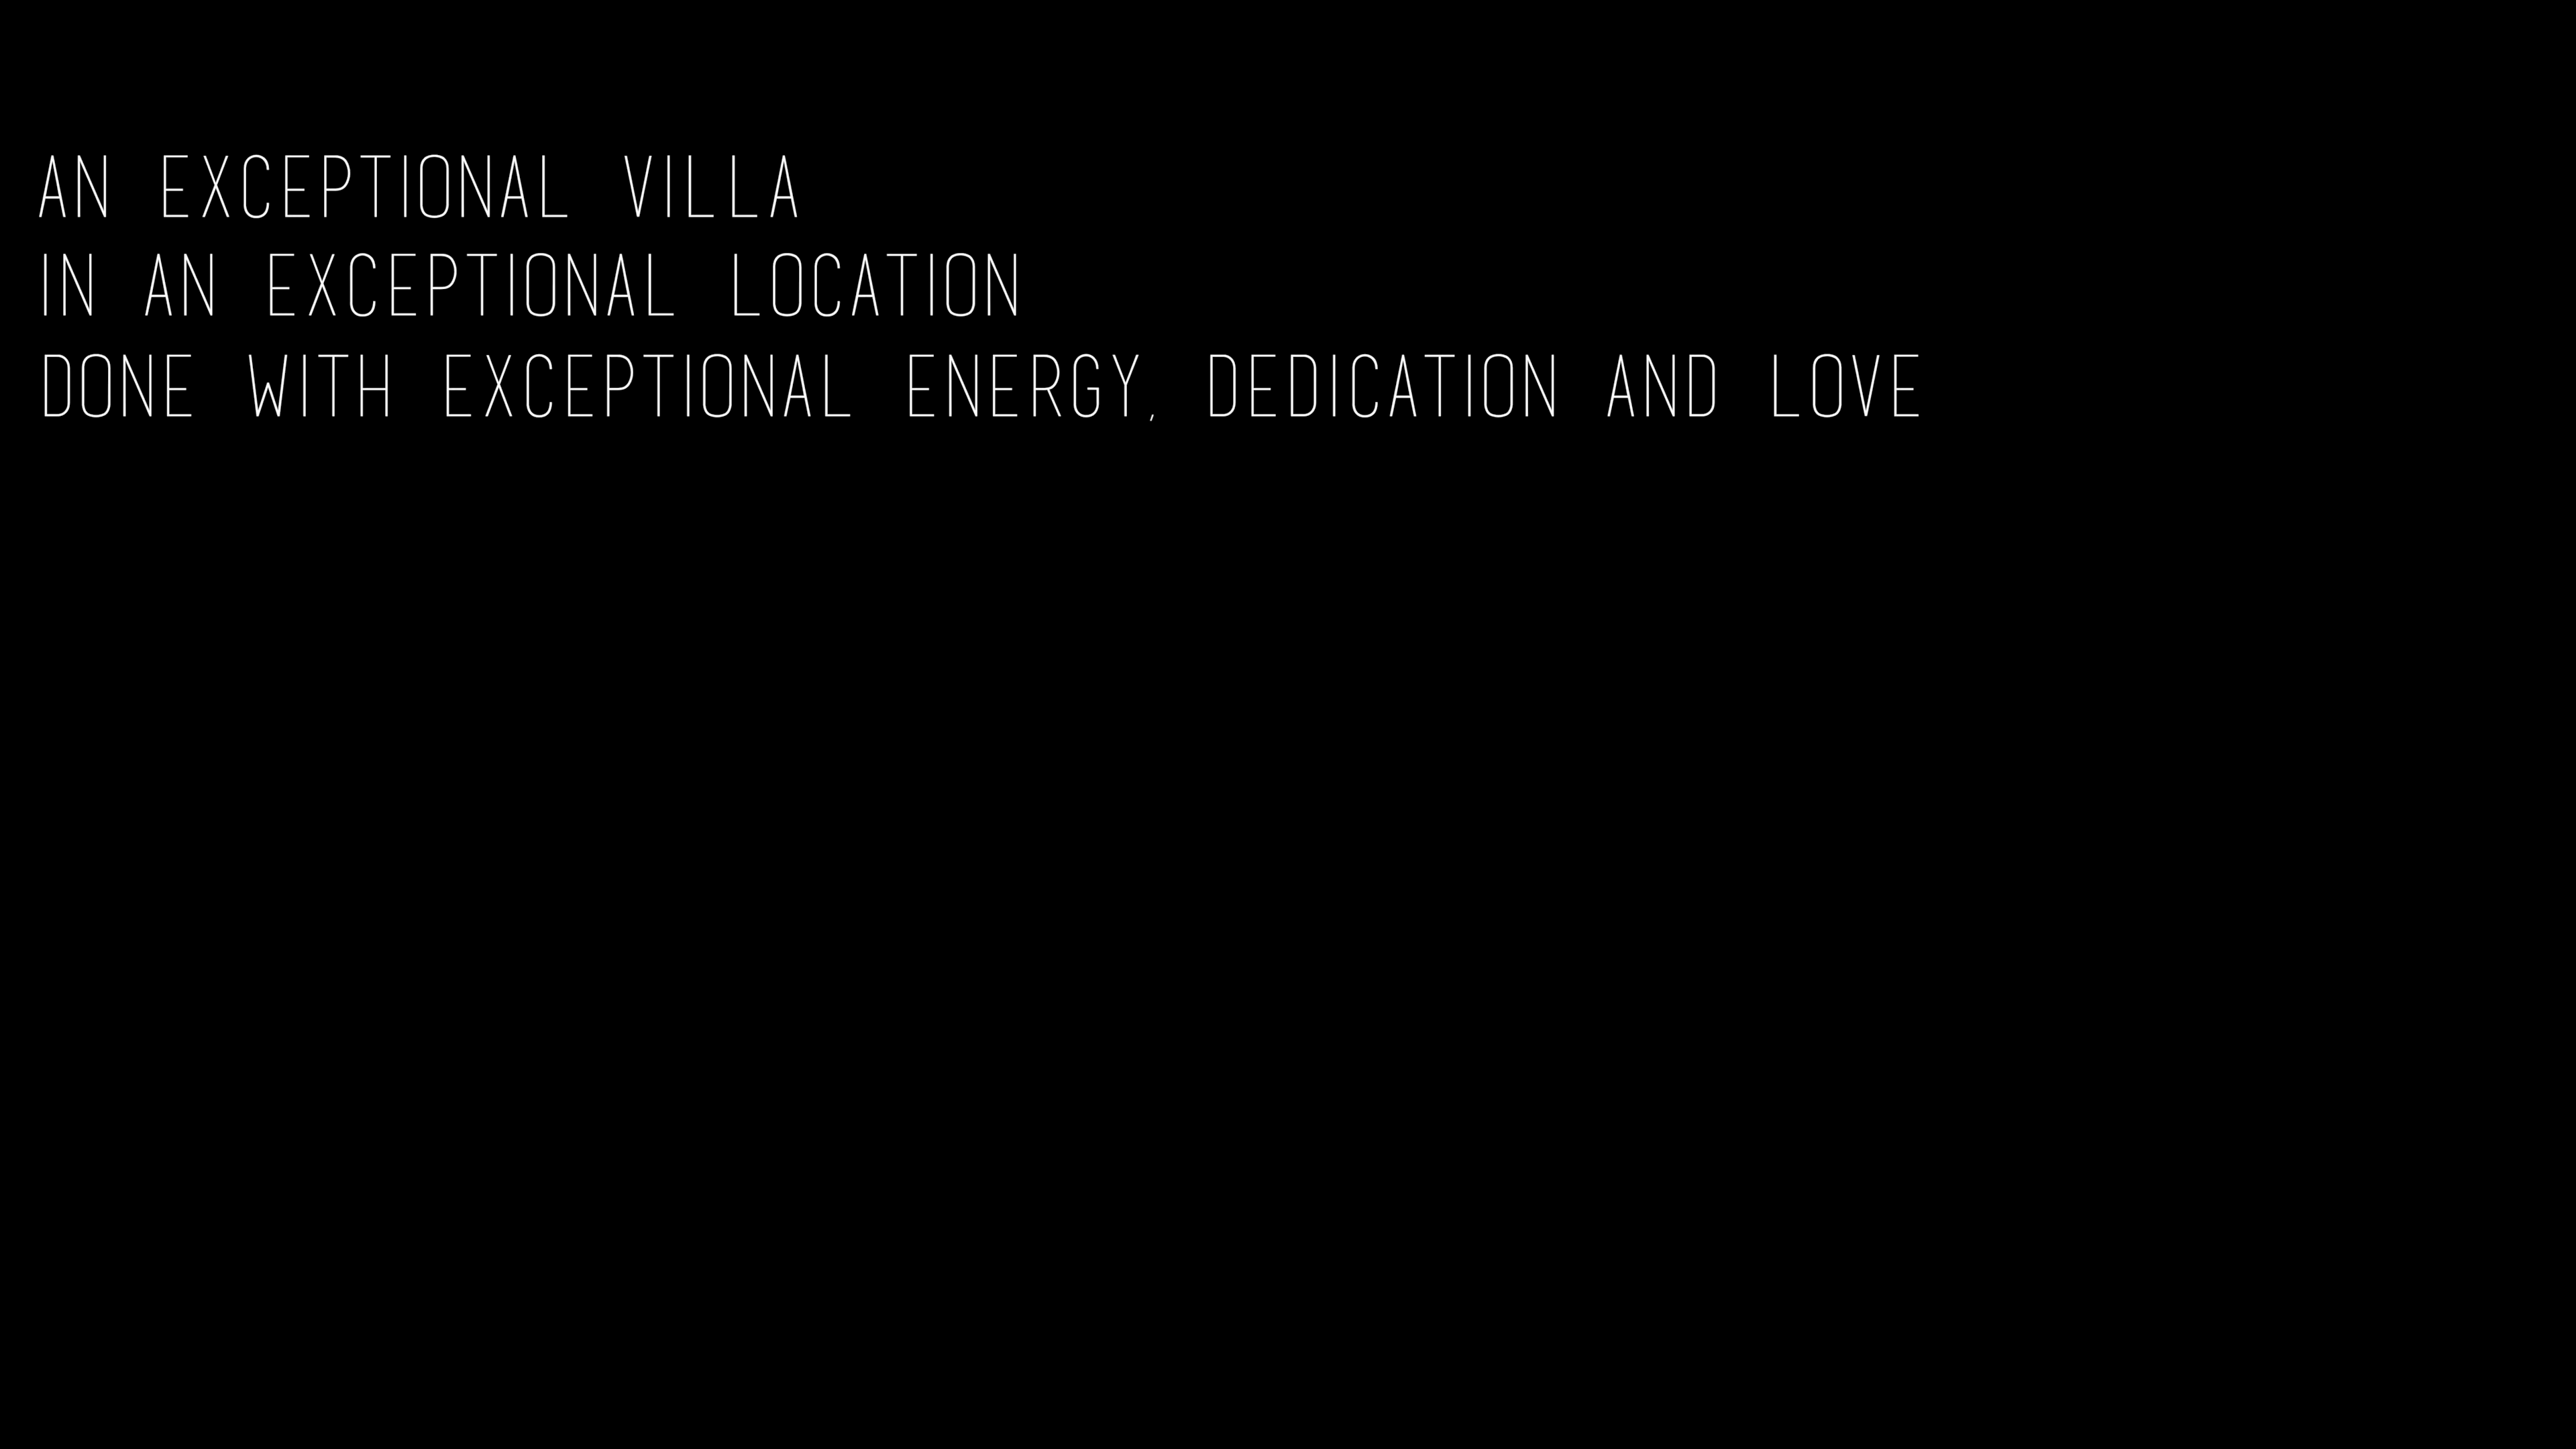 AN EXCEPTIONAL VILLA
IN AN EXCEPTIONAL LOCATION
DONE WITH EXCEPTIONAL ENERGY, DEDICATION AND LOVE